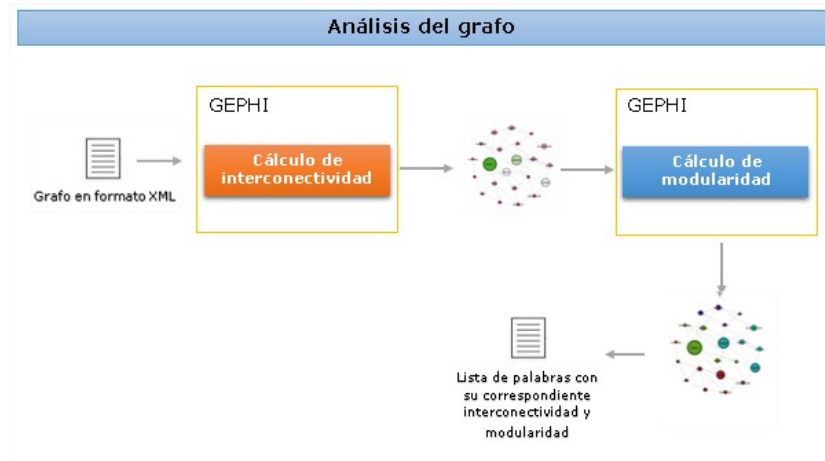 Análisis del grafo
GEPHI
Cálculo de
interconectividad
Grafo en formato XML
GEPHI
Cálculo de
modularidad
Lista de palabras con
su correspondiente
interconectividad y
modularidad